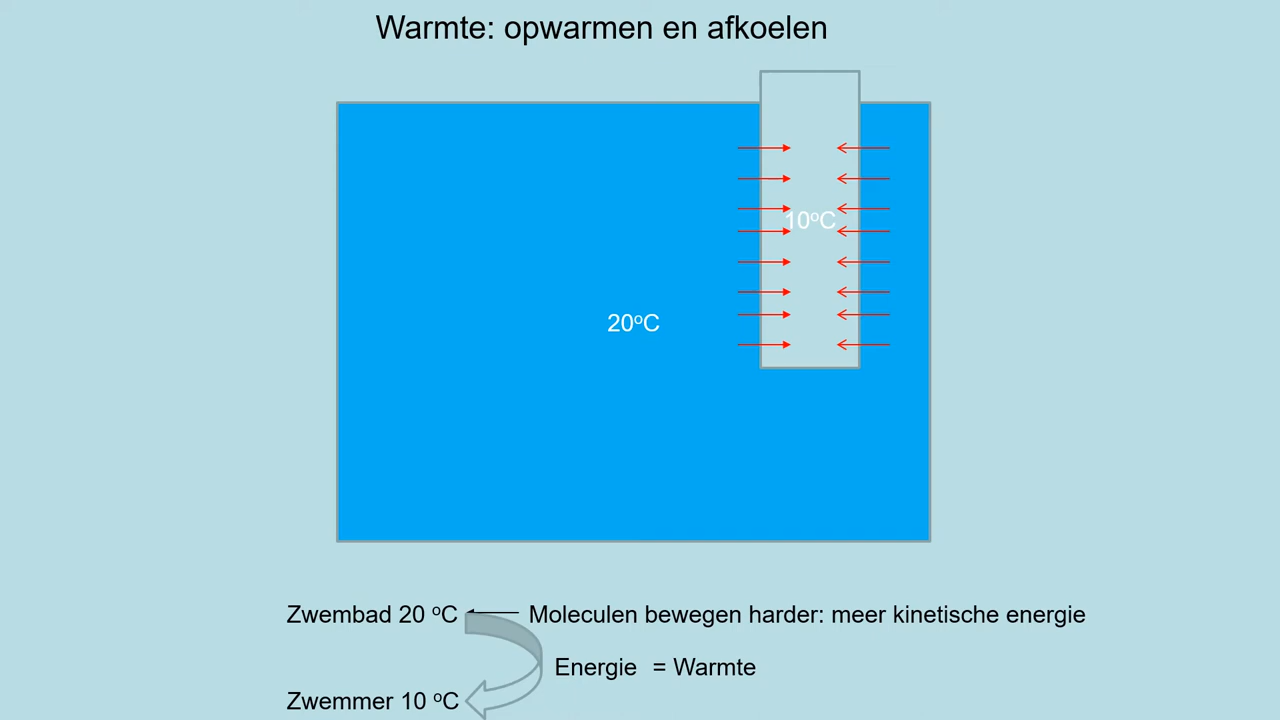 Warmte: opwarmen en afkoelen
10ºC
20ºC
Zwembad 20 ºC
Moleculen bewegen harder: meer kinetische energie
Energie = Warmte
Zwemmer 10 ºC